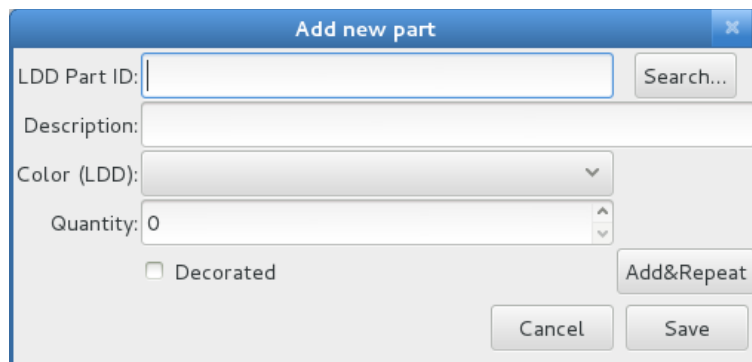 Add new part
LDD Part ID: Search...
Description:
Color (LDD):
Quantity: 0
Decorated Add&Repeat
Cancel Save